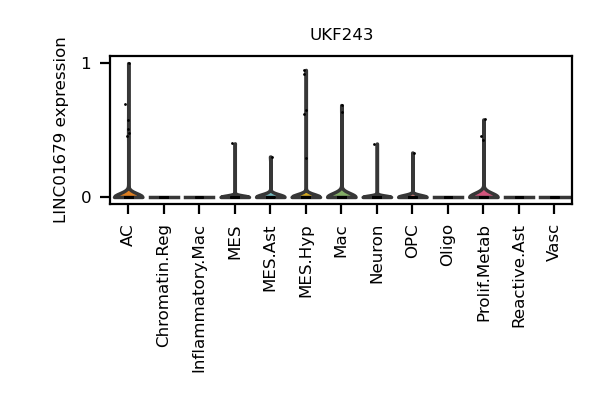 UKF243
LINC01679 expression
1
0
AC
Chromatin.Reg
Inflammatory.Mac
MES
MES.Ast
MES.Hyp
Mac
Neuron
OPC
Oligo
Prolif.Metab
Reactive.Ast
Vasc